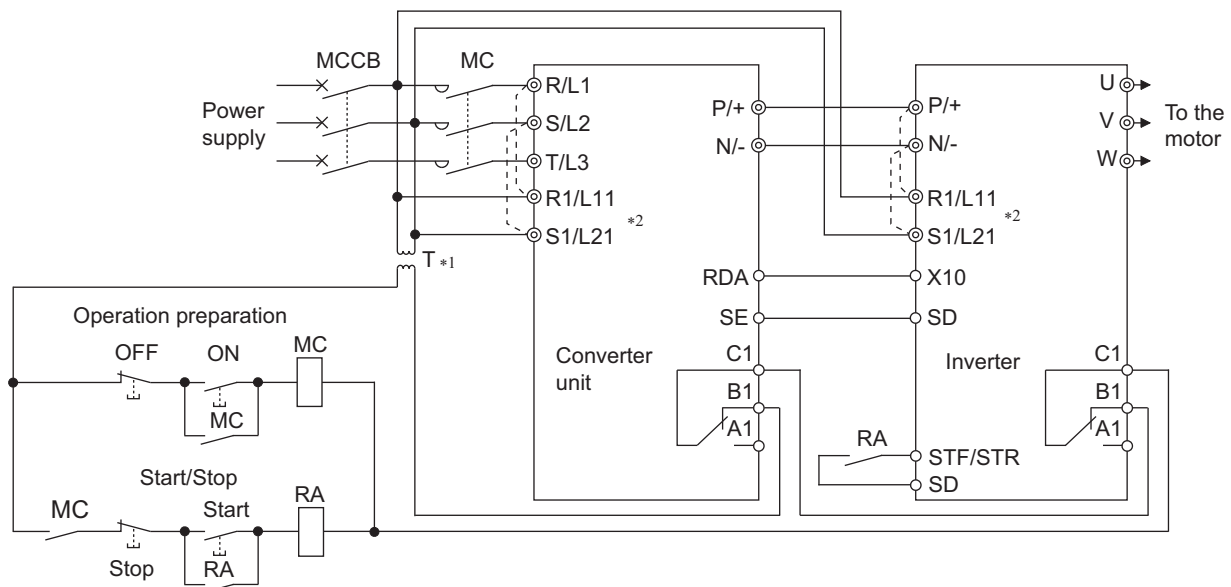 MCCB
MC
Power
supply
R/L1
S/L2
T/L3
R1/L11
*2
S1/L21
T *1
P/+
N/-
RDA
SE
C1
B1
A1
Converter
unit
P/+
N/-
R1/L11
*2
S1/L21
X10
SD
Inverter
C1
B1
A1
RA
STF/STR
SD
U
V
W
To the
motor
Operation preparation
OFF
ON
MC
MC
Start/Stop
MC
Start
RA
Stop
RA